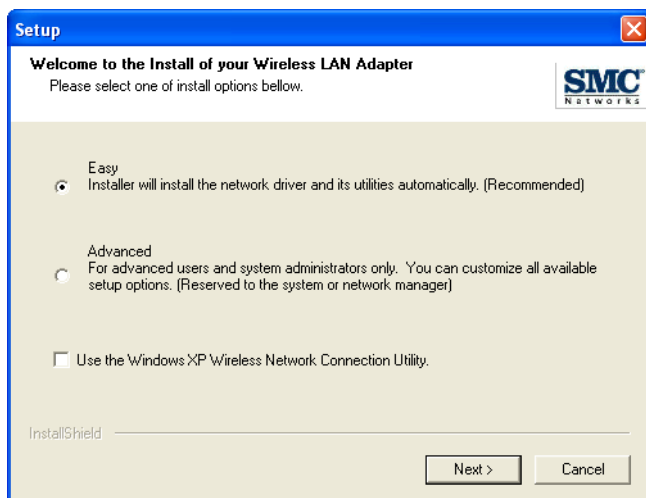 Setup
Welcome to the Install of your Wireless LAN Adapter
Please select one of install options bellow.
SMC®
Networks
Easy
Installer will install the network driver and its utilities automatically. (Recommended)
Advanced
For advanced users and system administrators only. You can customize all available
setup options. (Reserved to the system or network manager)
Use the Windows XP Wireless Network Connection Utility.
InstallShield
Next >
Cancel